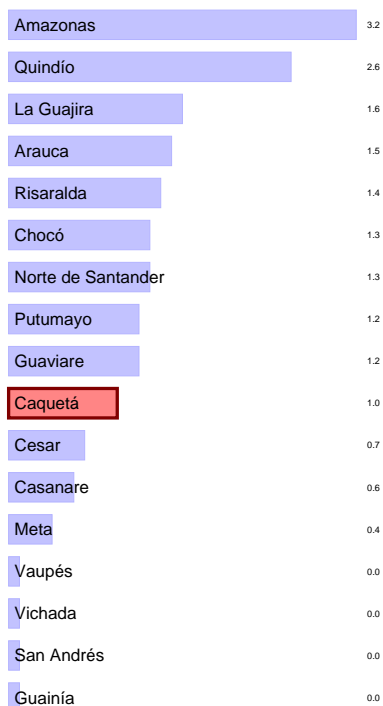 Amazonas 3.2
Quindío 2.6
La Guajira 1.6
Arauca 1.5
Risaralda 1.4
Chocó 1.3
Norte de Santander 1.3
Putumayo 1.2
Guaviare 1.2
Caquetá 1.0
Cesar 0.7
Casanare 0.6
Meta 0.4
Vaupés 0.0
Vichada 0.0
San Andrés 0.0
Guainía 0.0